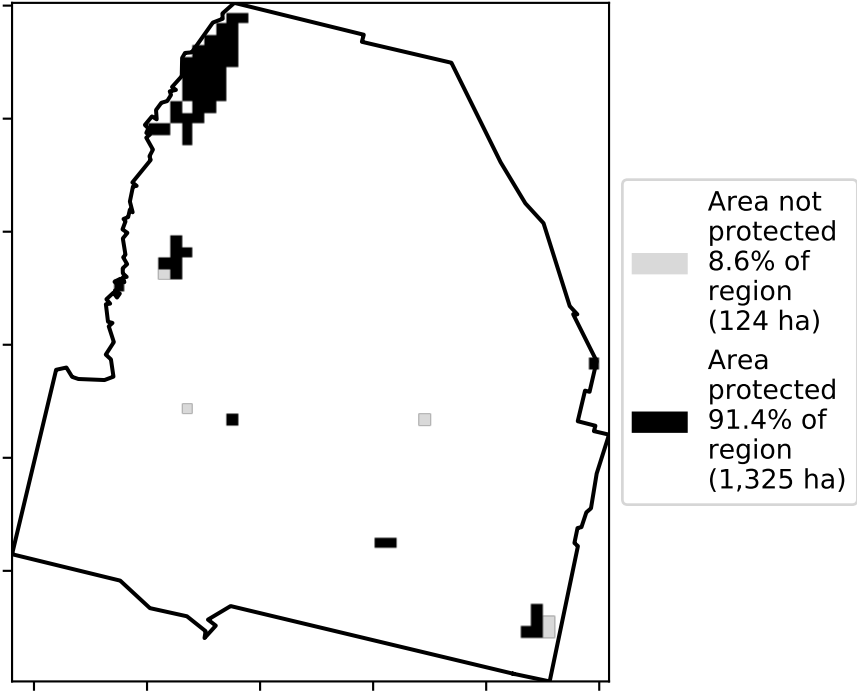 Area not
protected
8.6% of
region
(124 ha)
Area
protected
91.4% of
region
(1,325 ha)